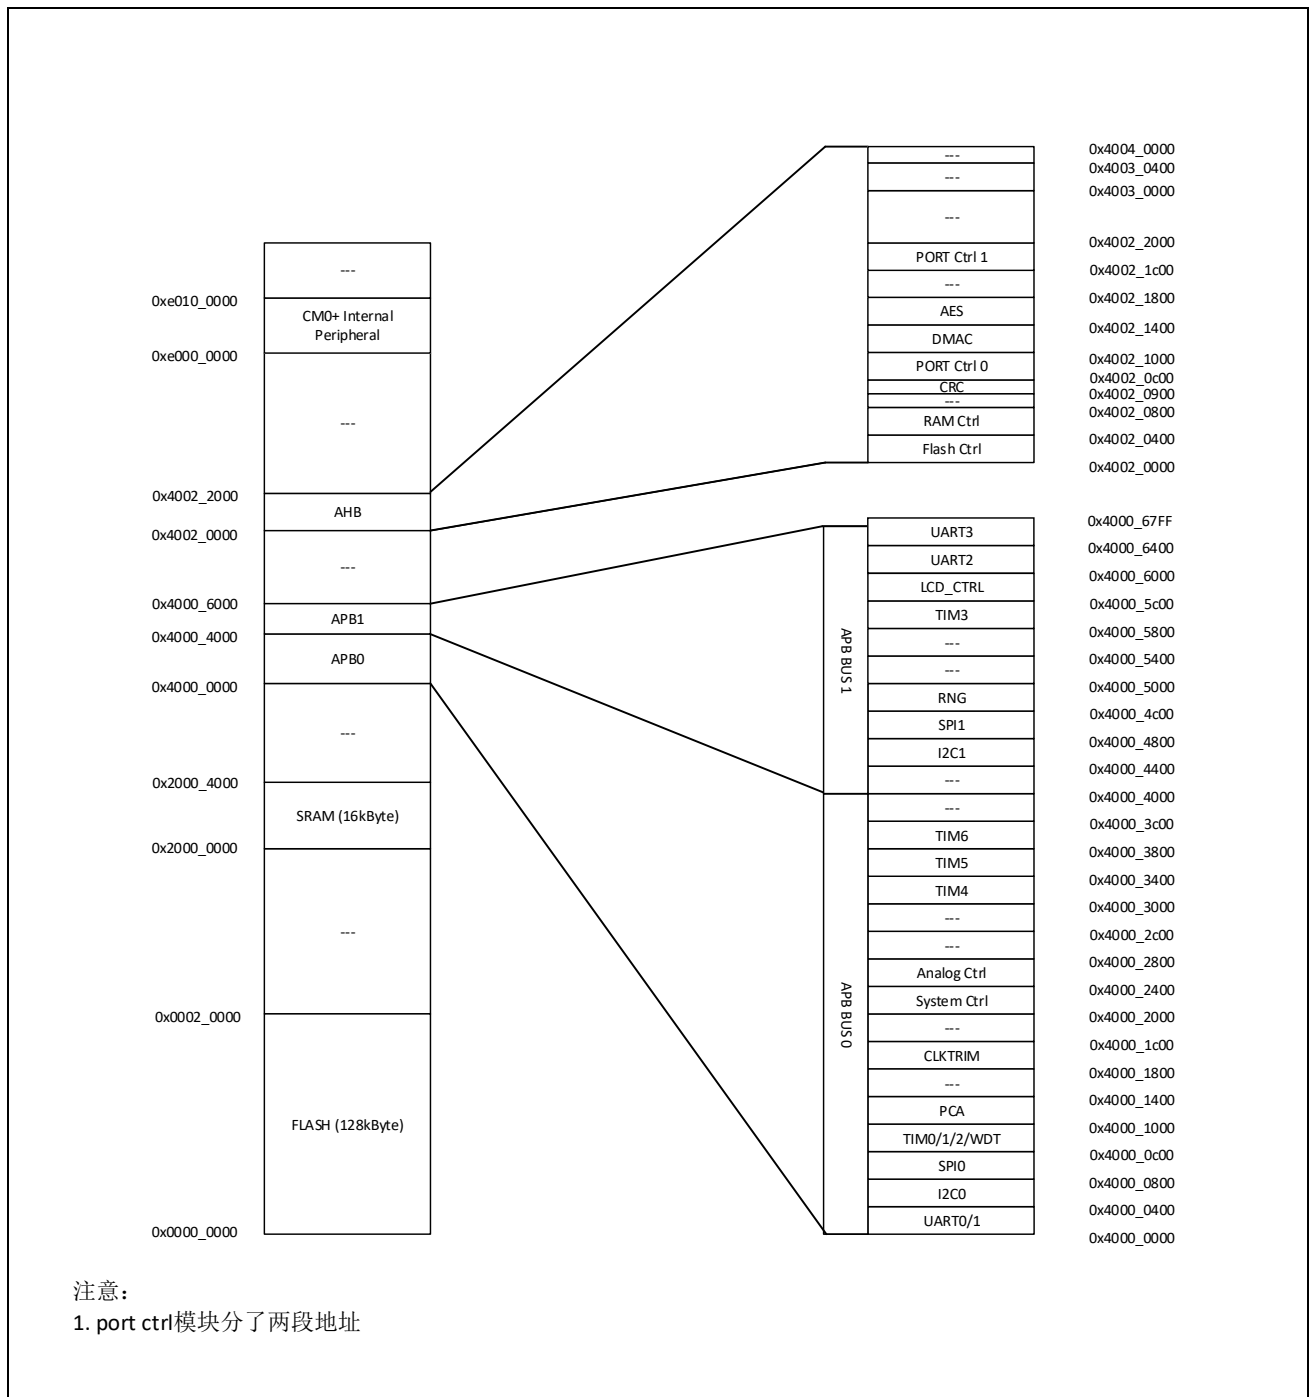 ---
0xe010_0000
CM0+ Internal
Peripheral
0xe000_0000
---
0x4002_2000
AHB
0x4002_0000
---
0x4000_6000
APB1
0x4000_4000
APB0
0x4000_0000
---
0x2000_4000
SRAM (16kByte)
0x2000_0000
---
0x0002_0000
FLASH (128kByte)
0x0000_0000
0x4004_0000
---
0x4003_0400
---
0x4003_0000
---
0x4002_2000
PORT Ctrl 1
0x4002_1c00
---
0x4002_1800
AES
0x4002_1400
DMAC
0x4002_1000
PORT Ctrl 0
0x4002_0c00
CRC
0x4002_0900
---
0x4002_0800
RAM Ctrl
0x4002_0400
Flash Ctrl
0x4002_0000
APB BUS 1
0x4000_67FF
UART3
0x4000_6400
UART2
0x4000_6000
LCD_CTRL
0x4000_5c00
TIM3
0x4000_5800
---
0x4000_5400
---
0x4000_5000
RNG
0x4000_4c00
SPI1
0x4000_4800
I2C1
0x4000_4400
---
0x4000_4000
APB BUS 0
---
0x4000_3c00
TIM6
0x4000_3800
TIM5
0x4000_3400
TIM4
0x4000_3000
---
0x4000_2c00
---
0x4000_2800
Analog Ctrl
0x4000_2400
System Ctrl
0x4000_2000
---
0x4000_1c00
CLKTRIM
0x4000_1800
---
0x4000_1400
PCA
0x4000_1000
TIM0/1/2/WDT
0x4000_0c00
SPI0
0x4000_0800
I2C0
0x4000_0400
UART0/1
0x4000_0000
注意：
1. port ctrl模块分了两段地址